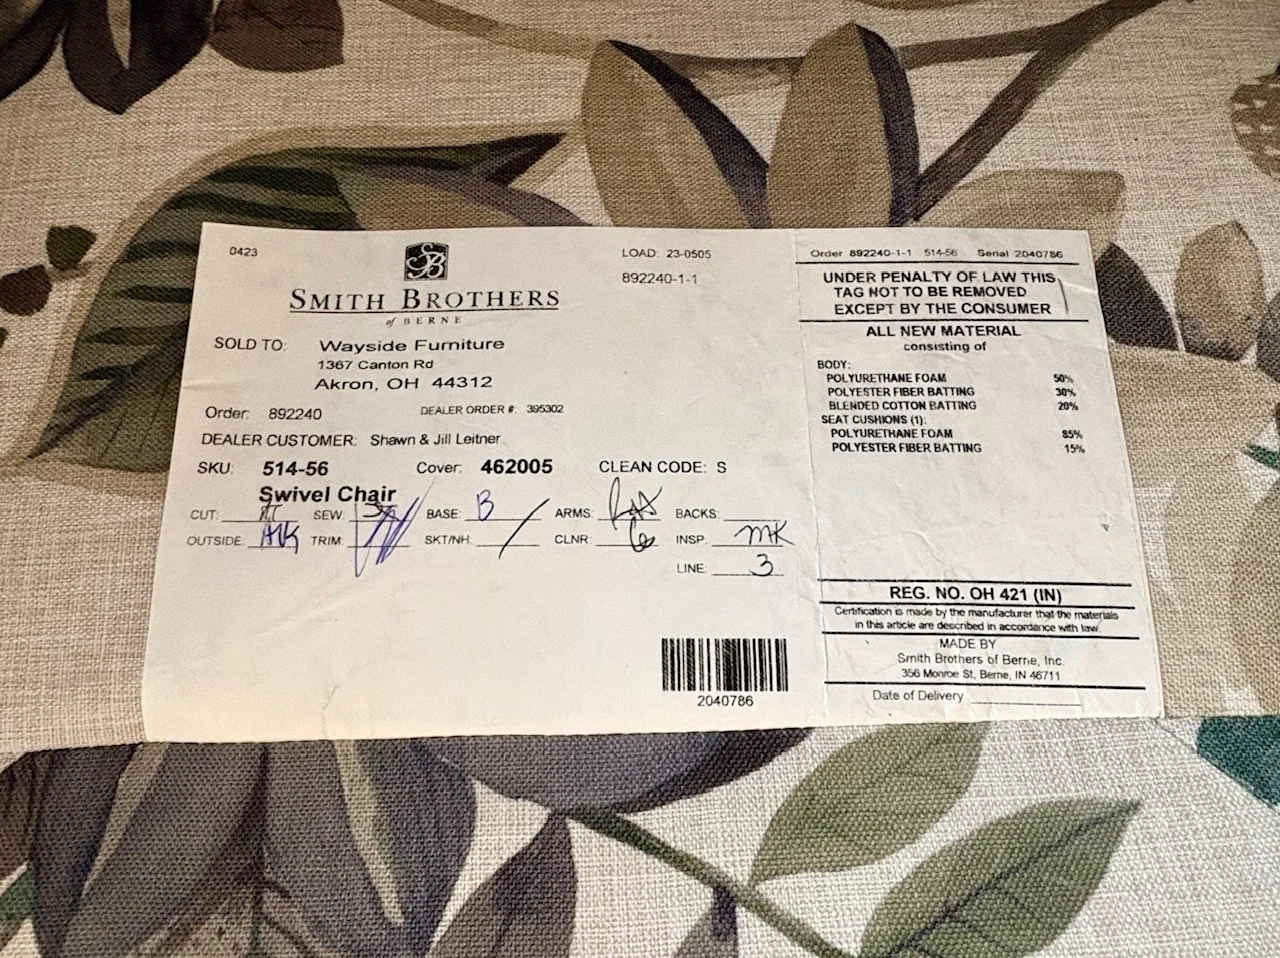 0423
SB
SMITH BROTHERS
of BERNE
LOAD: 23-0505
892240-1-1
SOLD TO: Wayside Furniture
1367 Canton Rd
Akron, OH 44312
Order: 892240 DEALER ORDER #: 395302
DEALER CUSTOMER: Shawn & Jill Leitner
SKU: 514-56 Cover: 462005 CLEAN CODE: S
Swivel Chair
CUT: SEW: BASE: B ARMS: BACKS:
OUTSIDE: TRIM: SKT/NH: CLNR: INSP: MK
LINE: 3
2040786
Order 892240-1-1 514-56 Serial 2040786
UNDER PENALTY OF LAW THIS
TAG NOT TO BE REMOVED
EXCEPT BY THE CONSUMER
ALL NEW MATERIAL
consisting of
BODY:
POLYURETHANE FOAM 50%
POLYESTER FIBER BATTING 30%
BLENDED COTTON BATTING 20%
SEAT CUSHIONS (1):
POLYURETHANE FOAM 85%
POLYESTER FIBER BATTING 15%
REG. NO. OH 421 (IN)
Certification is made by the manufacturer that the materials
in this article are described in accordance with law.
MADE BY
Smith Brothers of Berne, Inc.
356 Monroe St, Berne, IN 46711
Date of Delivery